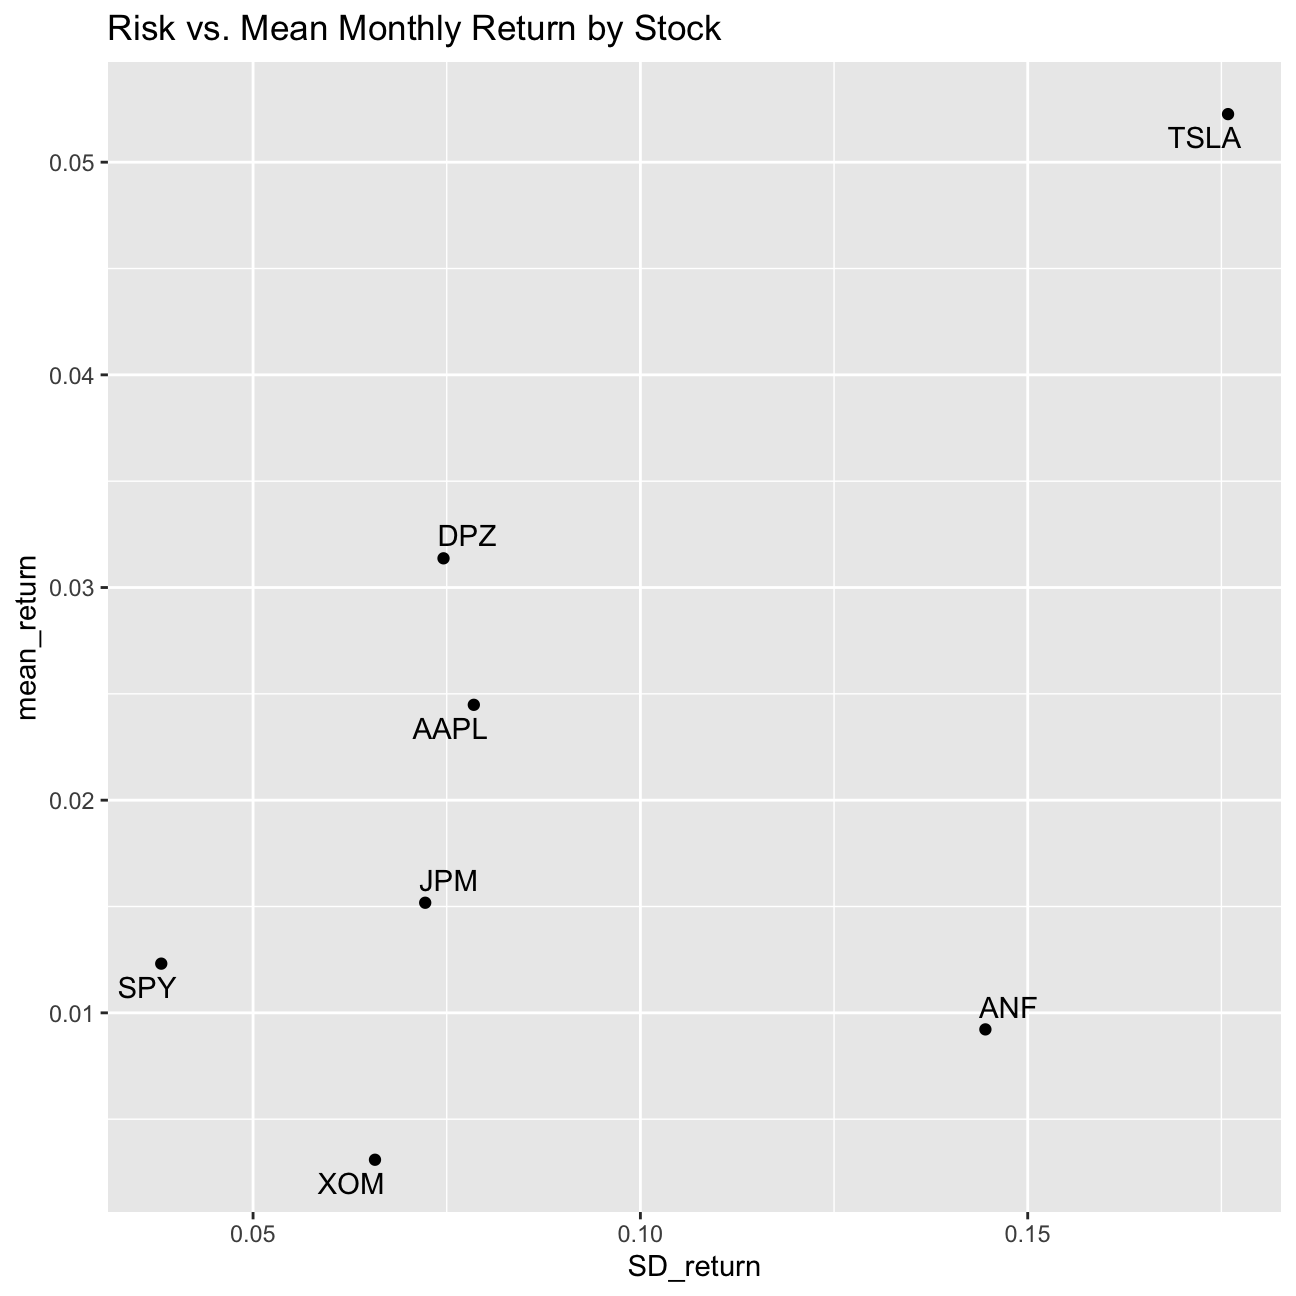 Risk vs. Mean Monthly Return by Stock
TSLA
0.05
0.04
DPZ
0.03
AAPL
0.02
JPM
SPY
ANF
0.01
XOM
mean_return
0.05
0.10
0.15
SD_return